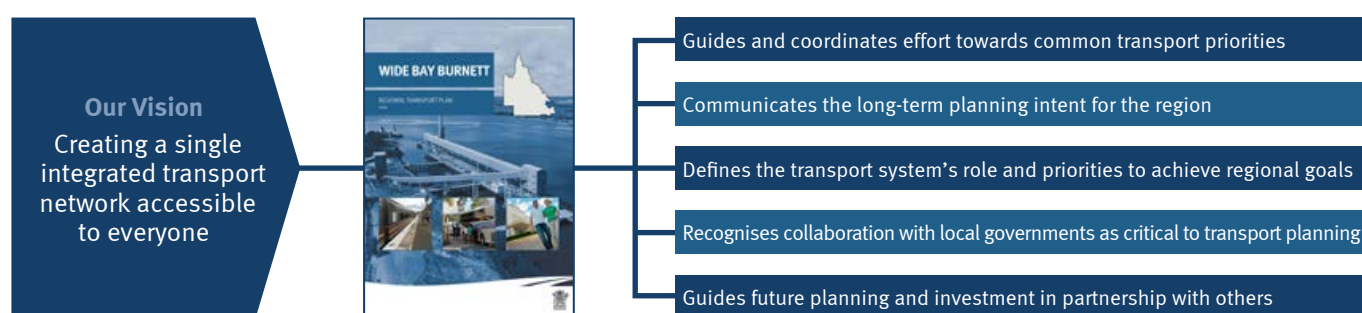 Our Vision
Creating a single
integrated transport
network accessible
to everyone
WIDE BAY BURNETT
REGIONAL TRANSPORT PLAN
Guides and coordinates effort towards common transport priorities
Communicates the long-term planning intent for the region
Defines the transport system’s role and priorities to achieve regional goals
Recognises collaboration with local governments as critical to transport planning
Guides future planning and investment in partnership with others